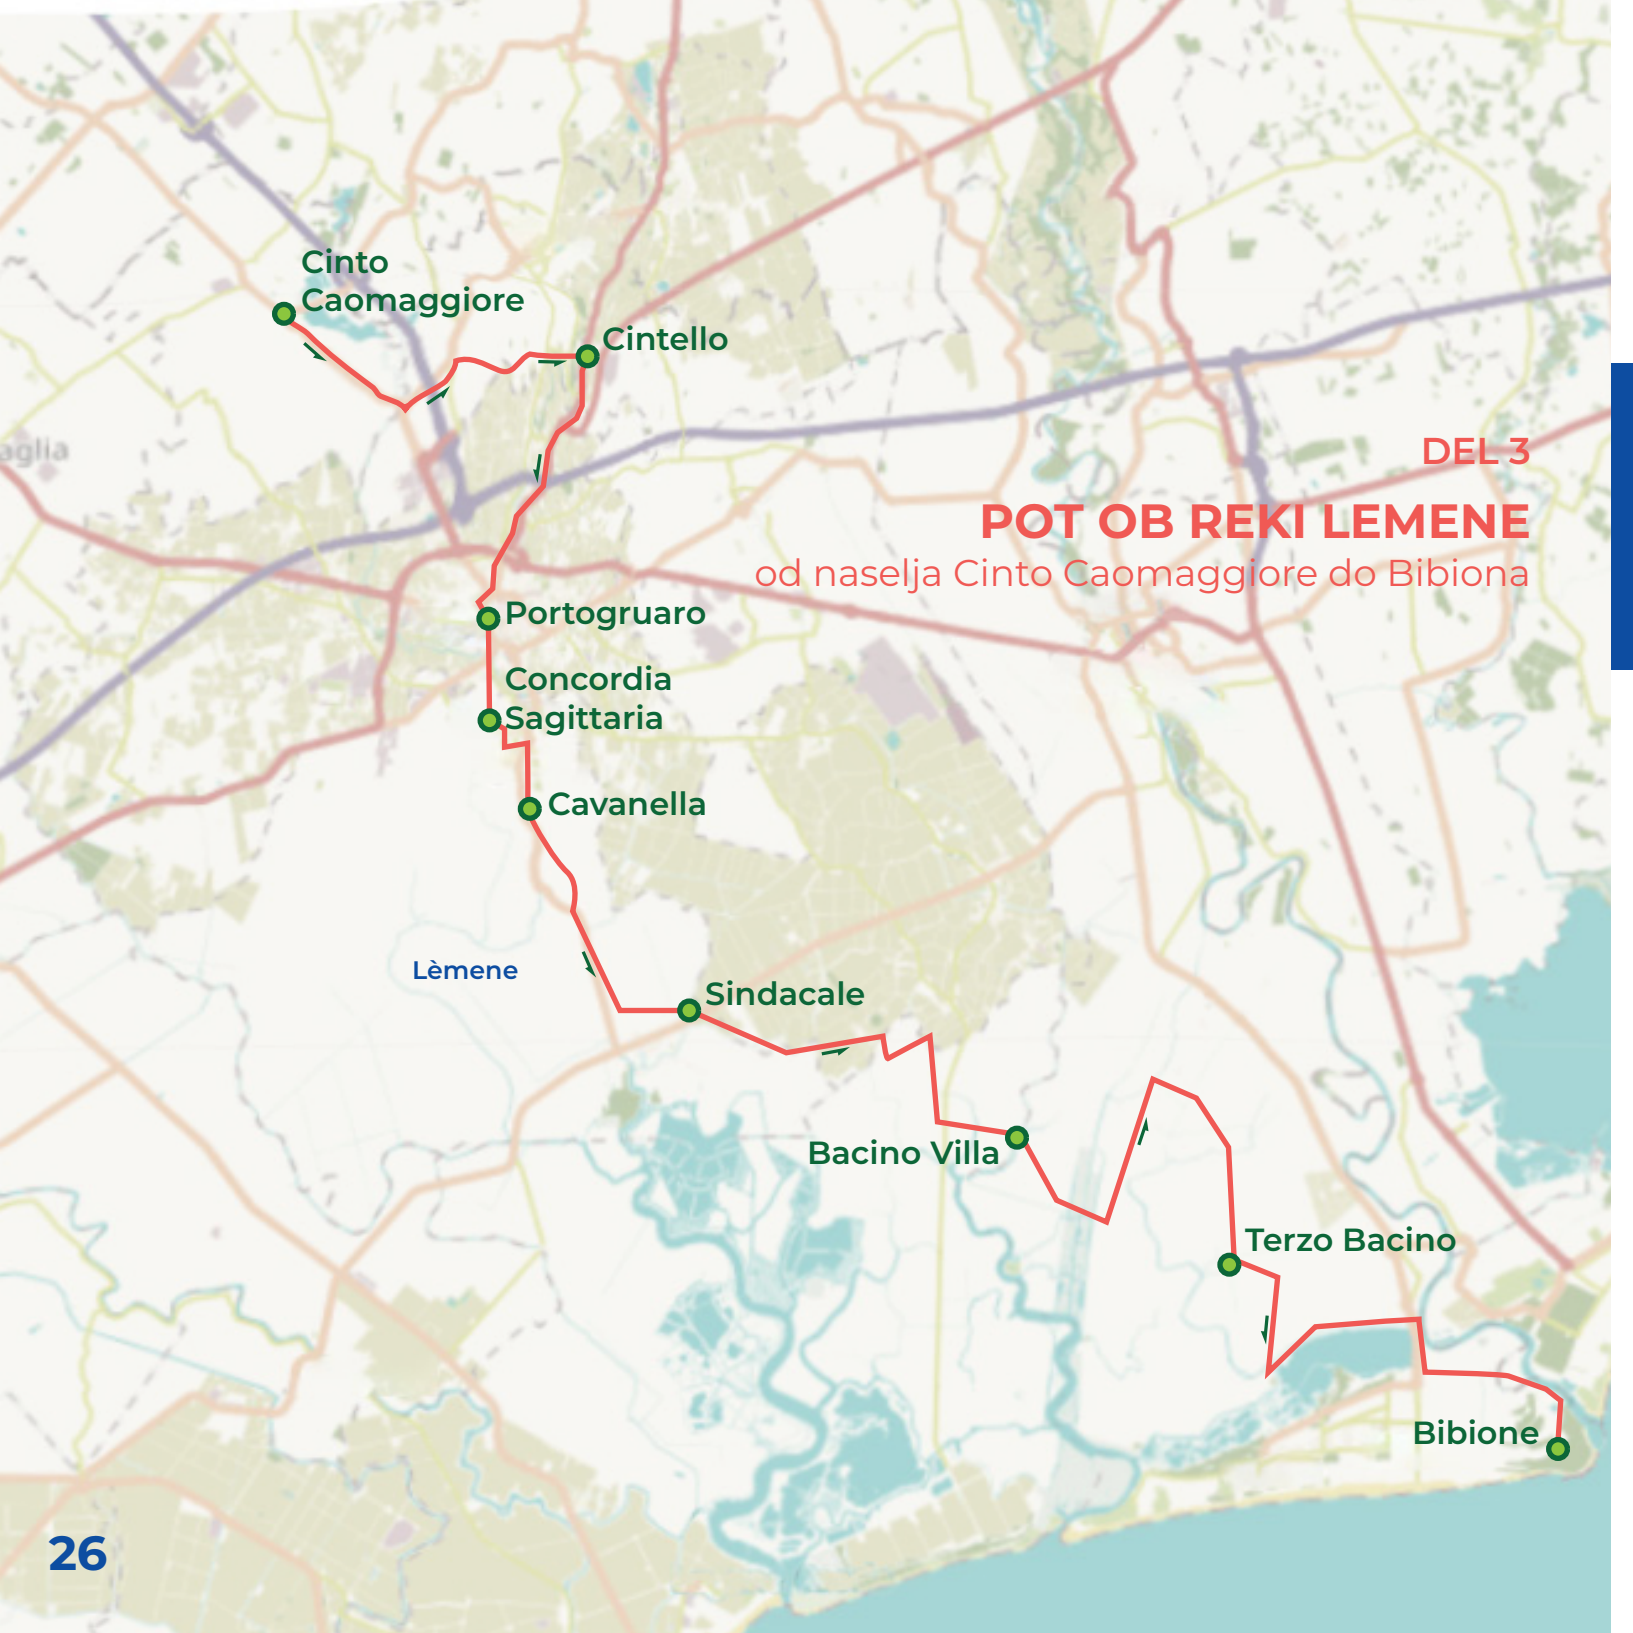 Cinto
Caomaggiore
Cintello
aglia
DEL 3
POT OB REKI LEMENE
od naselja Cinto Caomaggiore do Bibiona
Portogruaro
Concordia
Sagittaria
Cavanella
Lèmene
Sindacale
Bacino Villa
Terzo Bacino
Bibione
26